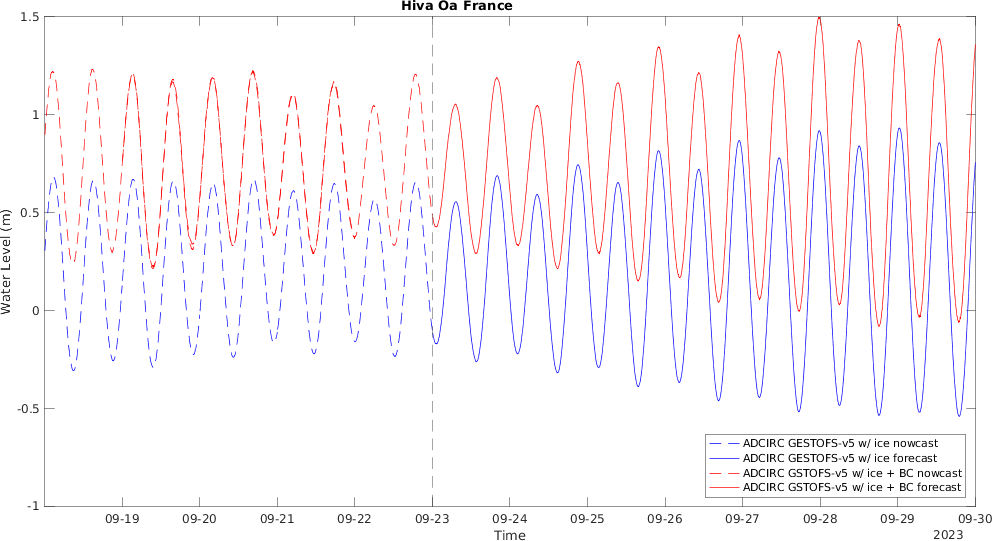 Hiva Oa France
1.5
1
0.5
0
-0.5
-1
Water Level (m)
ADCIRC GESTOFS-v5 w/ ice nowcast
ADCIRC GESTOFS-v5 w/ ice forecast
ADCIRC GSTOFS-v5 w/ ice + BC nowcast
ADCIRC GSTOFS-v5 w/ ice + BC forecast
09-19 09-20 09-21 09-22 09-23 09-24 09-25 09-26 09-27 09-28 09-29 09-30
Time
2023